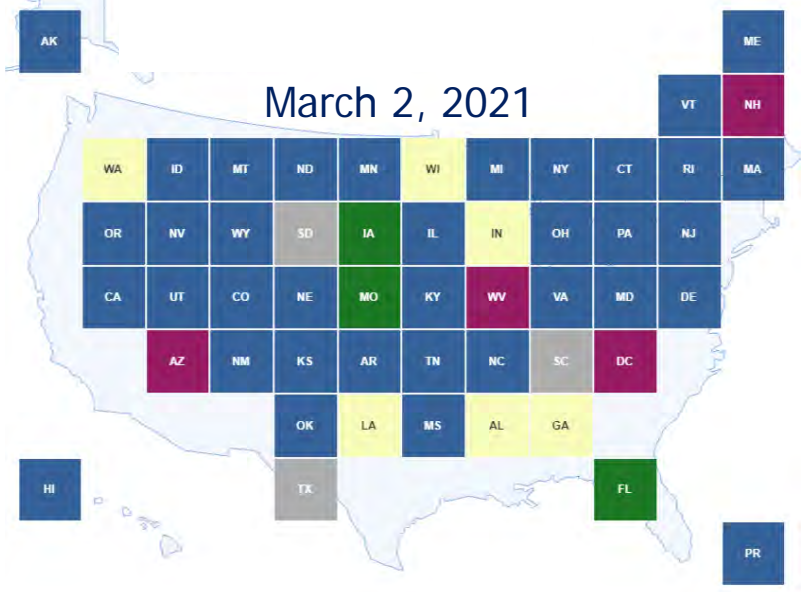 AK ME
March 2, 2021
VT NH
WA ID MT ND MN WI MI NY CT RI MA
OR NV WY SD IA IL IN OH PA NJ
CA UT CO NE MO KY WV VA MD DE
AZ NM KS AR TN NC SC DC
OK LA MS AL GA
HI TX FL
PR